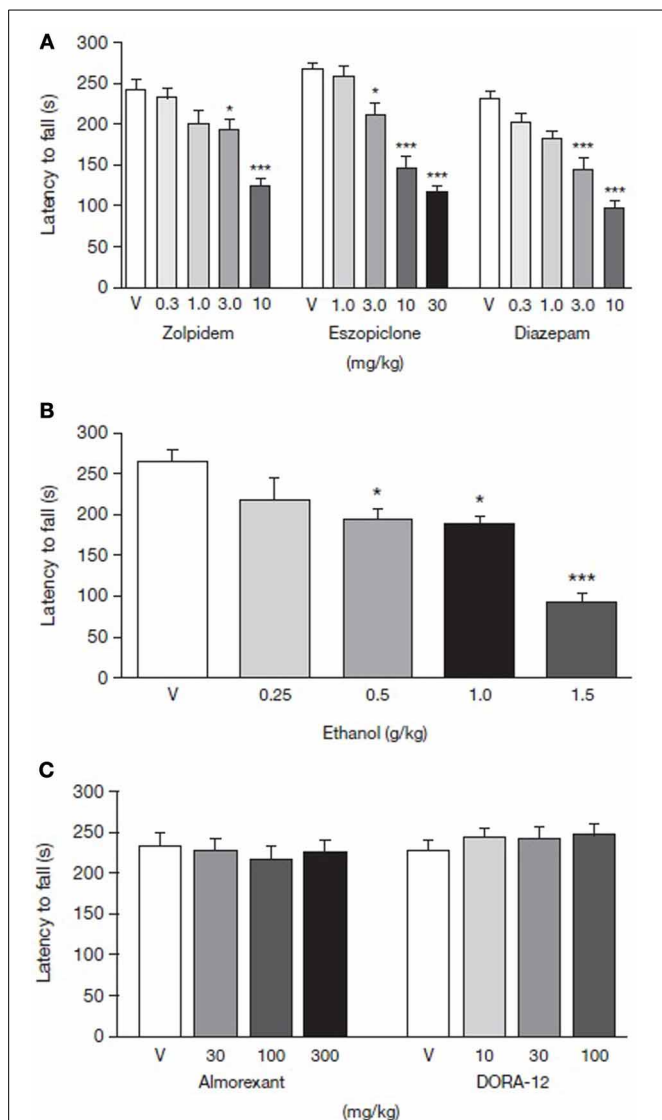 A
Latency to fall (s)
300
250
200
150
100
50
0
* *** * *** *** *** ***
V 0.3 1.0 3.0 10 V 1.0 3.0 10 30 V 0.3 1.0 3.0 10
Zolpidem Eszopiclone Diazepam
(mg/kg)
B
Latency to fall (s)
300
250
200
150
100
50
0
* * ***
V 0.25 0.5 1.0 1.5
Ethanol (g/kg)
C
Latency to fall (s)
300
250
200
150
100
50
0
V 30 100 300 V 10 30 100
Almorexant DORA-12
(mg/kg)